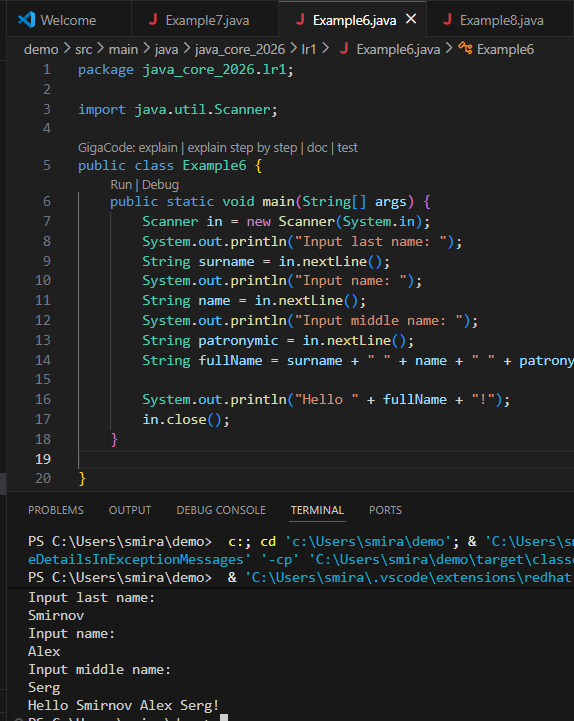 Welcome
J Example7.java
J Example6.java ×
J Example8.java
demo > src > main > java > java_core_2026 > lr1 > J Example6.java > Example6
1 package java_core_2026.lr1;
2
3 import java.util.Scanner;
4
GigaCode: explain | explain step by step | doc | test
5 public class Example6 {
Run | Debug
6 public static void main(String[] args) {
7 Scanner in = new Scanner(System.in);
8 System.out.println("Input last name: ");
9 String surname = in.nextLine();
10 System.out.println("Input name: ");
11 String name = in.nextLine();
12 System.out.println("Input middle name: ");
13 String patronymic = in.nextLine();
14 String fullName = surname + " " + name + " " + patrony
15
16 System.out.println("Hello " + fullName + "!");
17 in.close();
18 }
19
20 }
PROBLEMS OUTPUT DEBUG CONSOLE TERMINAL PORTS
PS C:\Users\smira\demo> c:; cd 'c:\Users\smira\demo'; & 'C:\Users\sm
eDetailsInExceptionMessages' '-cp' 'C:\Users\smira\demo\target\classe
PS C:\Users\smira\demo> & 'C:\Users\smira\.vscode\extensions\redhat
Input last name:
Smirnov
Input name:
Alex
Input middle name:
Serg
Hello Smirnov Alex Serg!